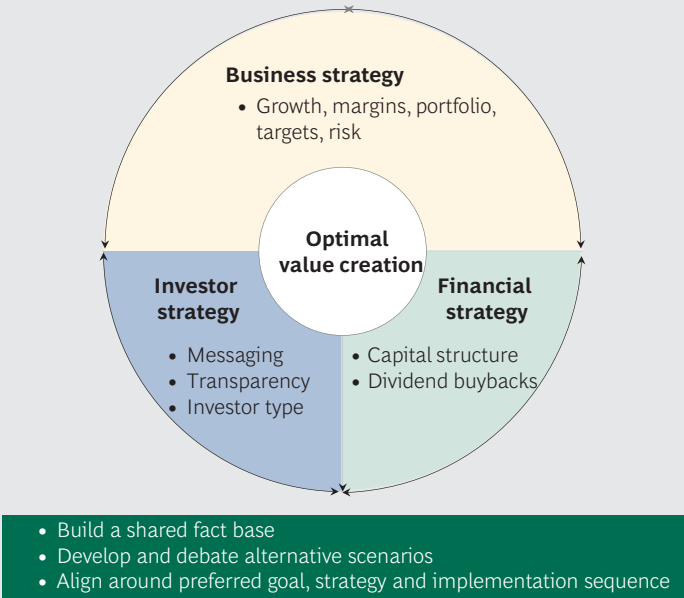 Business strategy
• Growth, margins, portfolio,
targets, risk
Optimal
value creation
Investor
strategy
• Messaging
• Transparency
• Investor type
Financial
strategy
• Capital structure
• Dividend buybacks
• Build a shared fact base
• Develop and debate alternative scenarios
• Align around preferred goal, strategy and implementation sequence